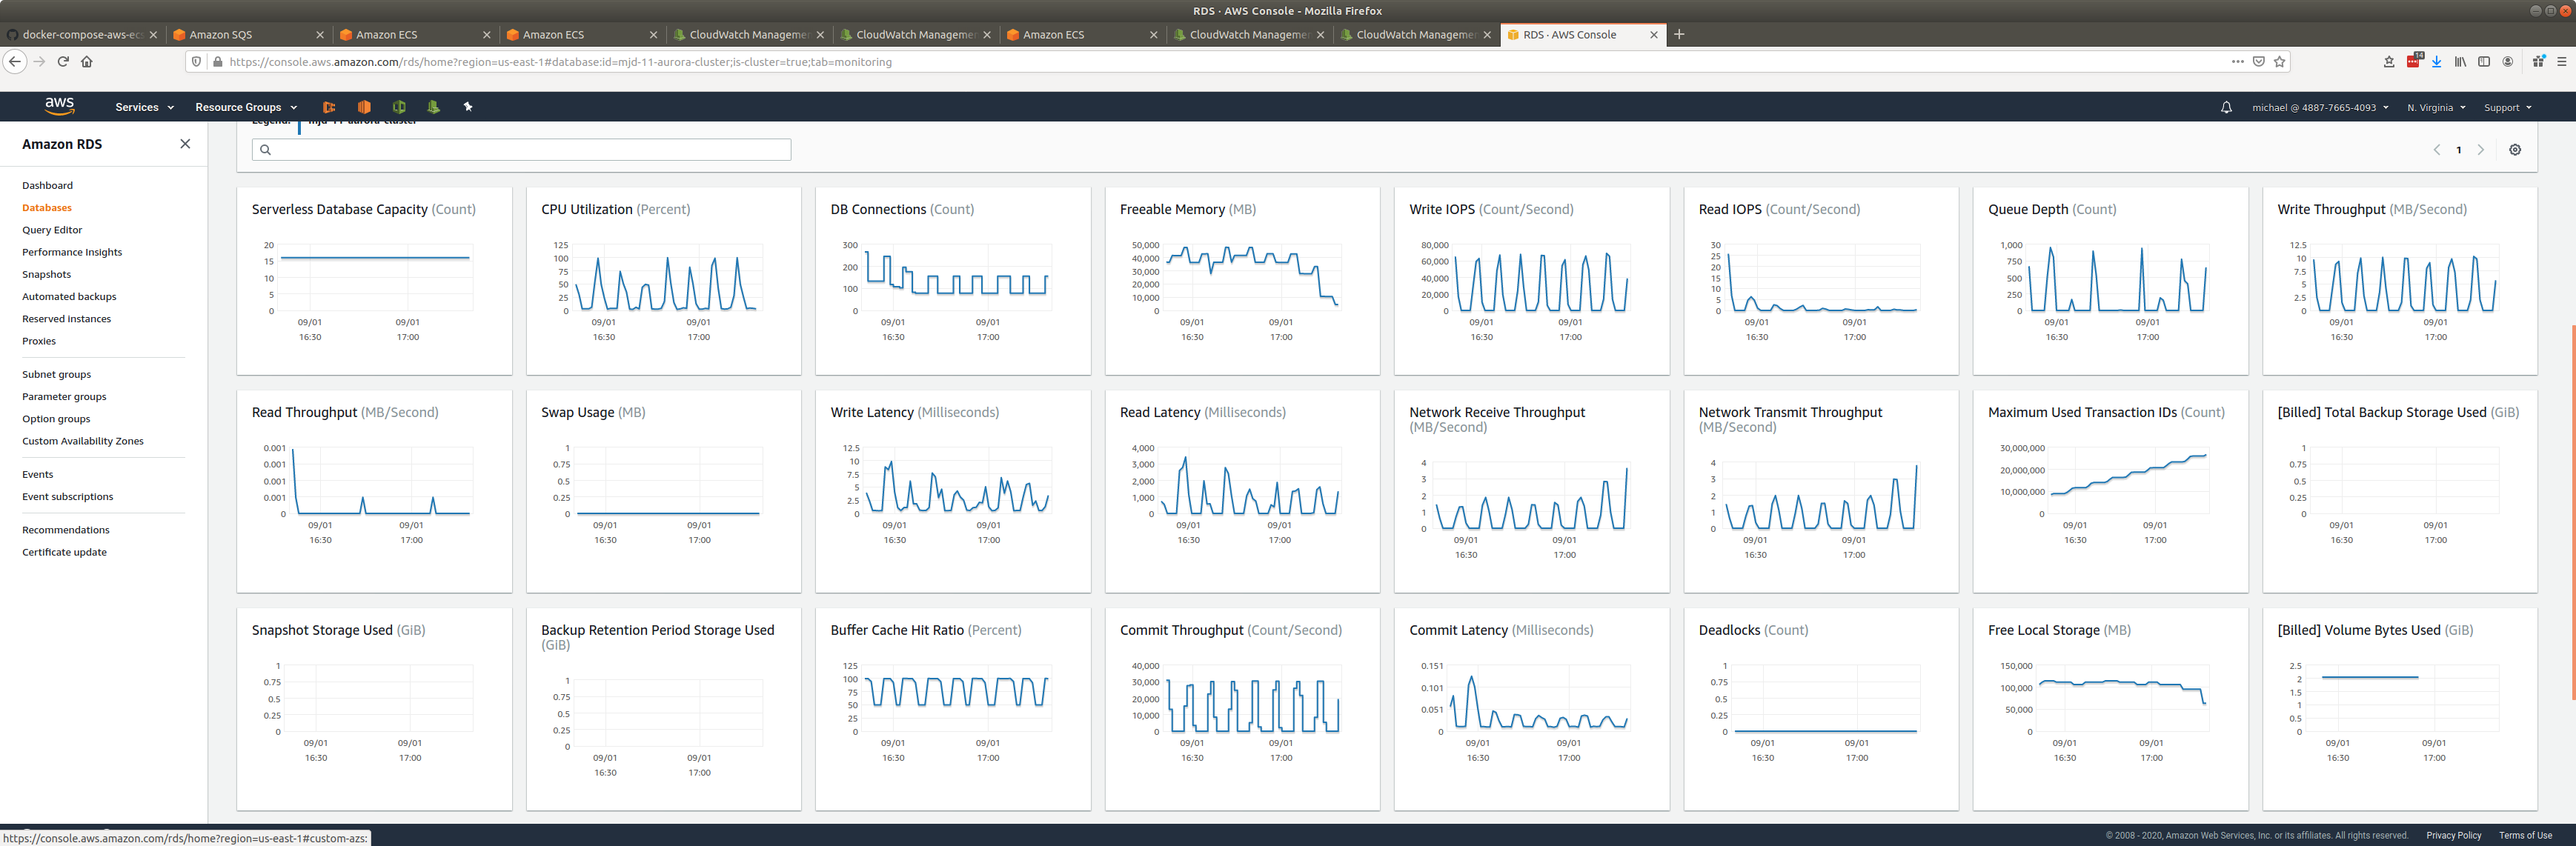 RDS · AWS Console - Mozilla Firefox
docker-compose-aws-ecs
Amazon SQS
Amazon ECS
Amazon ECS
CloudWatch Managemen
CloudWatch Managemen
Amazon ECS
CloudWatch Managemen
CloudWatch Managemen
RDS · AWS Console
https://console.aws.amazon.com/rds/home?region=us-east-1#database:id=mjd-11-aurora-cluster;is-cluster=true;tab=monitoring
14
aws
Services
Resource Groups
michael @ 4887-7665-4093
N. Virginia
Support
Amazon RDS
Dashboard
Databases
Query Editor
Performance Insights
Snapshots
Automated backups
Reserved instances
Proxies
Subnet groups
Parameter groups
Option groups
Custom Availability Zones
Events
Event subscriptions
Recommendations
Certificate update
Legend: mjd-11-aurora-cluster
1
Serverless Database Capacity (Count)
20
15
10
5
0
09/01 09/01
16:30 17:00
CPU Utilization (Percent)
125
100
75
50
25
0
09/01 09/01
16:30 17:00
DB Connections (Count)
300
200
100
0
09/01 09/01
16:30 17:00
Freeable Memory (MB)
50,000
40,000
30,000
20,000
10,000
0
09/01 09/01
16:30 17:00
Write IOPS (Count/Second)
80,000
60,000
40,000
20,000
0
09/01 09/01
16:30 17:00
Read IOPS (Count/Second)
30
25
20
15
10
5
0
09/01 09/01
16:30 17:00
Queue Depth (Count)
1,000
750
500
250
0
09/01 09/01
16:30 17:00
Write Throughput (MB/Second)
12.5
10
7.5
5
2.5
0
09/01 09/01
16:30 17:00
Read Throughput (MB/Second)
0.001
0.001
0.001
0.001
0
09/01 09/01
16:30 17:00
Swap Usage (MB)
1
0.75
0.5
0.25
0
09/01 09/01
16:30 17:00
Write Latency (Milliseconds)
12.5
10
7.5
5
2.5
0
09/01 09/01
16:30 17:00
Read Latency (Milliseconds)
4,000
3,000
2,000
1,000
0
09/01 09/01
16:30 17:00
Network Receive Throughput
(MB/Second)
4
3
2
1
0
09/01 09/01
16:30 17:00
Network Transmit Throughput
(MB/Second)
4
3
2
1
0
09/01 09/01
16:30 17:00
Maximum Used Transaction IDs (Count)
30,000,000
20,000,000
10,000,000
0
09/01 09/01
16:30 17:00
[Billed] Total Backup Storage Used (GiB)
1
0.75
0.5
0.25
0
09/01 09/01
16:30 17:00
Snapshot Storage Used (GiB)
1
0.75
0.5
0.25
0
09/01 09/01
16:30 17:00
Backup Retention Period Storage Used
(GiB)
1
0.75
0.5
0.25
0
09/01 09/01
16:30 17:00
Buffer Cache Hit Ratio (Percent)
125
100
75
50
25
0
09/01 09/01
16:30 17:00
Commit Throughput (Count/Second)
40,000
30,000
20,000
10,000
0
09/01 09/01
16:30 17:00
Commit Latency (Milliseconds)
0.151
0.101
0.051
0
09/01 09/01
16:30 17:00
Deadlocks (Count)
1
0.75
0.5
0.25
0
09/01 09/01
16:30 17:00
Free Local Storage (MB)
150,000
100,000
50,000
0
09/01 09/01
16:30 17:00
[Billed] Volume Bytes Used (GiB)
2.5
2
1.5
1
0.5
0
09/01 09/01
16:30 17:00
https://console.aws.amazon.com/rds/home?region=us-east-1#custom-azs:
© 2008 - 2020, Amazon Web Services, Inc. or its affiliates. All rights reserved. Privacy Policy Terms of Use